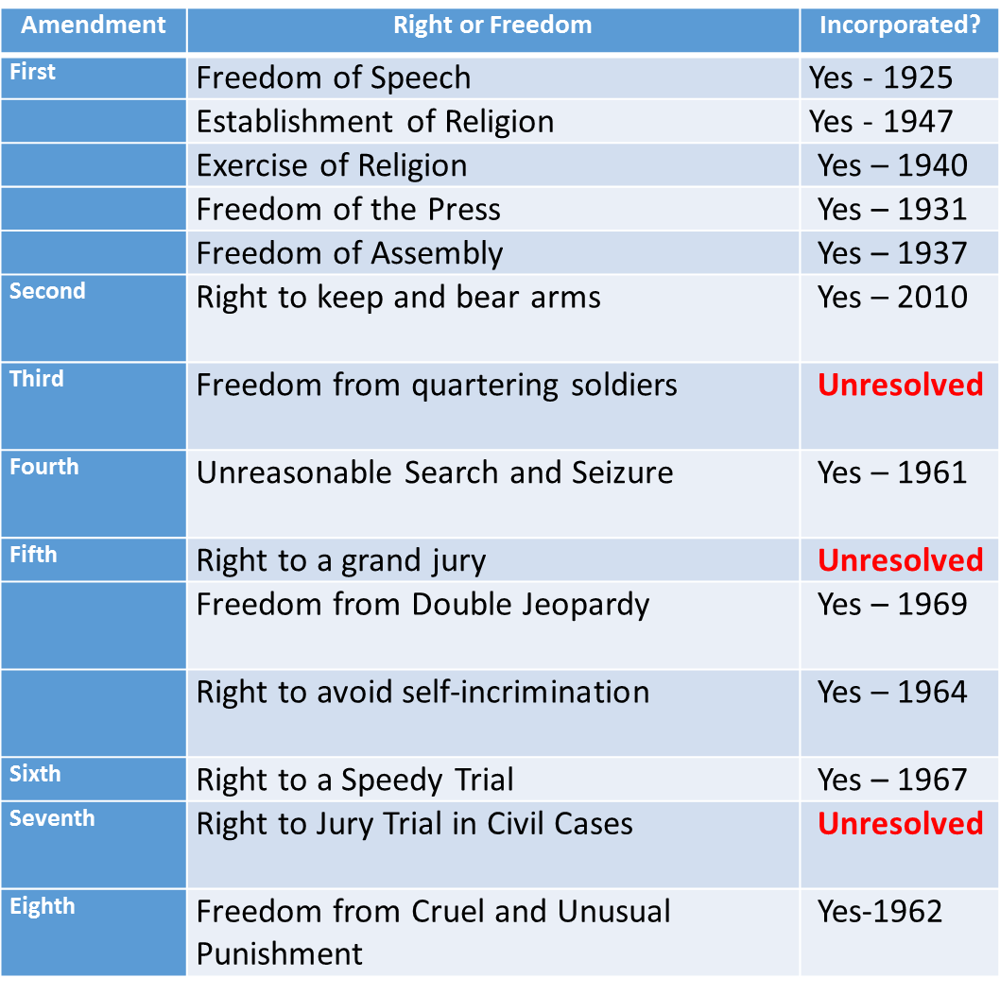 Amendment Right or Freedom Incorporated?
First Freedom of Speech Yes - 1925
Establishment of Religion Yes - 1947
Exercise of Religion Yes – 1940
Freedom of the Press Yes – 1931
Freedom of Assembly Yes – 1937
Second Right to keep and bear arms Yes – 2010
Third Freedom from quartering soldiers Unresolved
Fourth Unreasonable Search and Seizure Yes – 1961
Fifth Right to a grand jury Unresolved
Freedom from Double Jeopardy Yes – 1969
Right to avoid self-incrimination Yes – 1964
Sixth Right to a Speedy Trial Yes – 1967
Seventh Right to Jury Trial in Civil Cases Unresolved
Eighth Freedom from Cruel and Unusual Yes-1962
Punishment